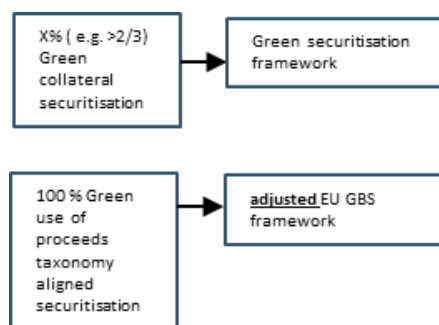 X% ( e.g. >2/3)
Green
collateral
securitisation
Green securitisation
framework
100 % Green
use of
proceeds
taxonomy
aligned
securitisation
adjusted EU GBS
framework